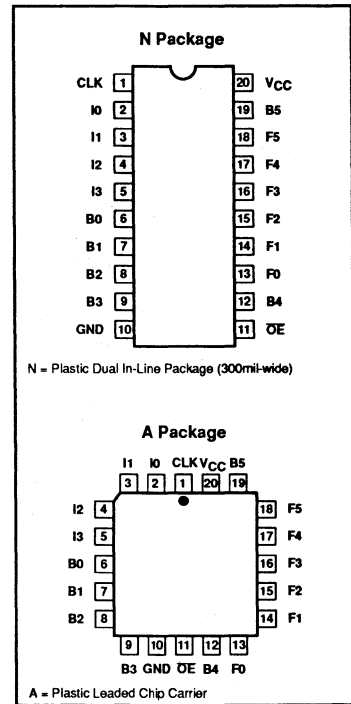 N Package
CLK 1 20 VCC
I0 2 19 B5
I1 3 18 F5
I2 4 17 F4
I3 5 16 F3
B0 6 15 F2
B1 7 14 F1
B2 8 13 F0
B3 9 12 B4
GND 10 11 OE
N = Plastic Dual In-Line Package (300mil-wide)
A Package
I1 I0 CLK VCC B5
3 2 1 20 19
I2 4 18 F5
I3 5 17 F4
B0 6 16 F3
B1 7 15 F2
B2 8 14 F1
9 10 11 12 13
B3 GND OE B4 F0
A = Plastic Leaded Chip Carrier